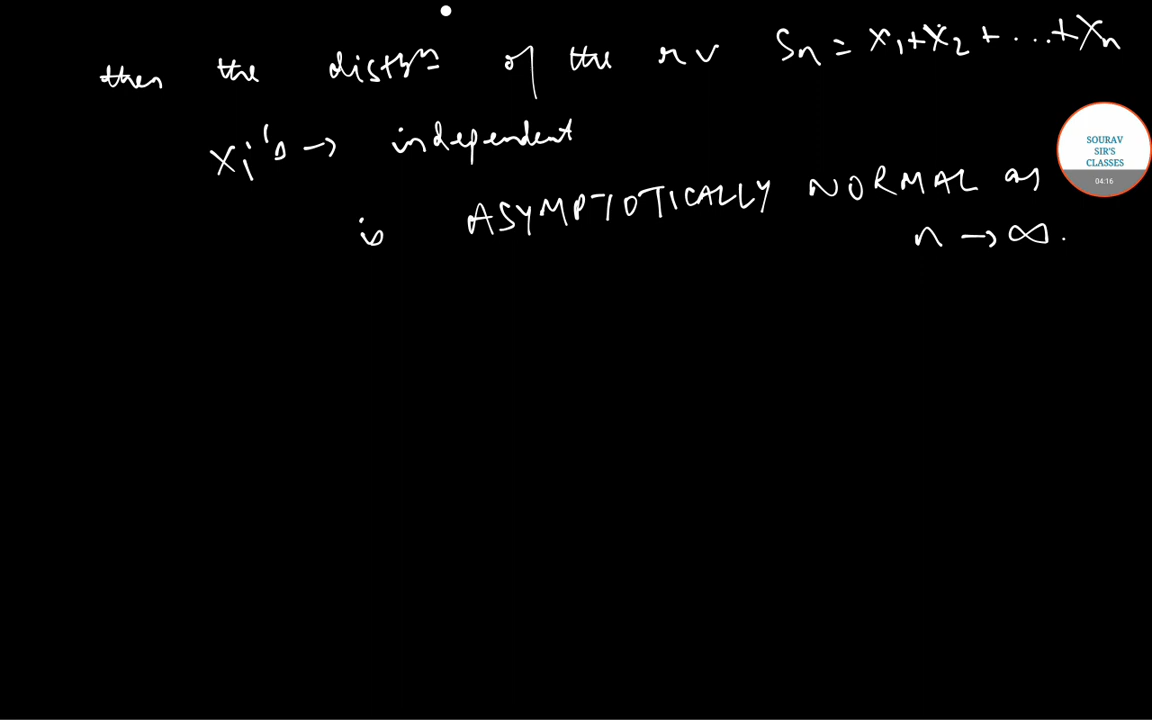 then the distrn of the rv Sn = X1+X2 + ...+Xn
Xi's → independent
is ASYMPTOTICALLY NORMAL as
n → ∞.
SOURAV
SIR'S
CLASSES
04:16